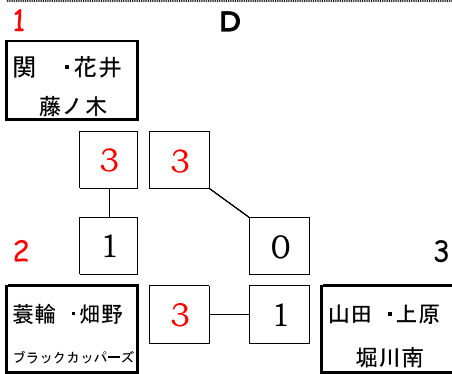 1 D
関 ・花井
藤ノ木
3 3
1 0
2 3
蓑輪 ・畑野 3 1 山田 ・上原
ブラックカッパーズ 堀川南